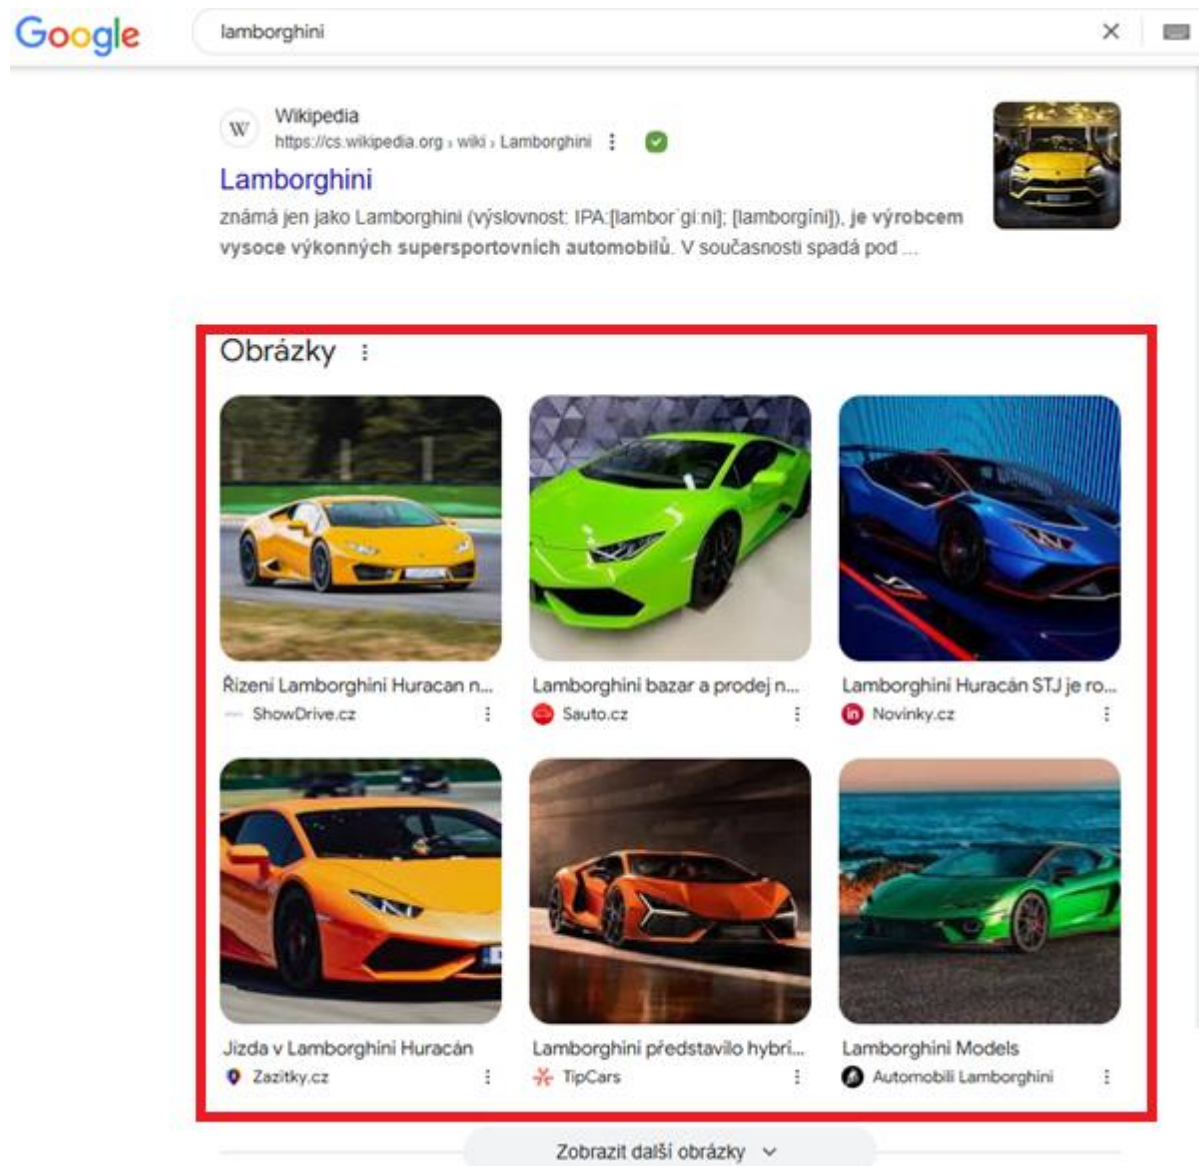 Google
lamborghini
W
Wikipedia
https://cs.wikipedia.org › wiki › Lamborghini
Lamborghini
známá jen jako Lamborghini (výslovnost: IPA:[lamborˈgiːni]; [lamborgíni]), je výrobcem
vysoce výkonných supersportovních automobilů. V současnosti spadá pod ...
Obrázky
Řízení Lamborghini Huracan n...
ShowDrive.cz
Lamborghini bazar a prodej n...
Sauto.cz
Lamborghini Huracán STJ je ro...
in Novinky.cz
Jízda v Lamborghini Huracán
Zazitky.cz
Lamborghini představilo hybri...
TipCars
Lamborghini Models
Automobili Lamborghini
Zobrazit další obrázky